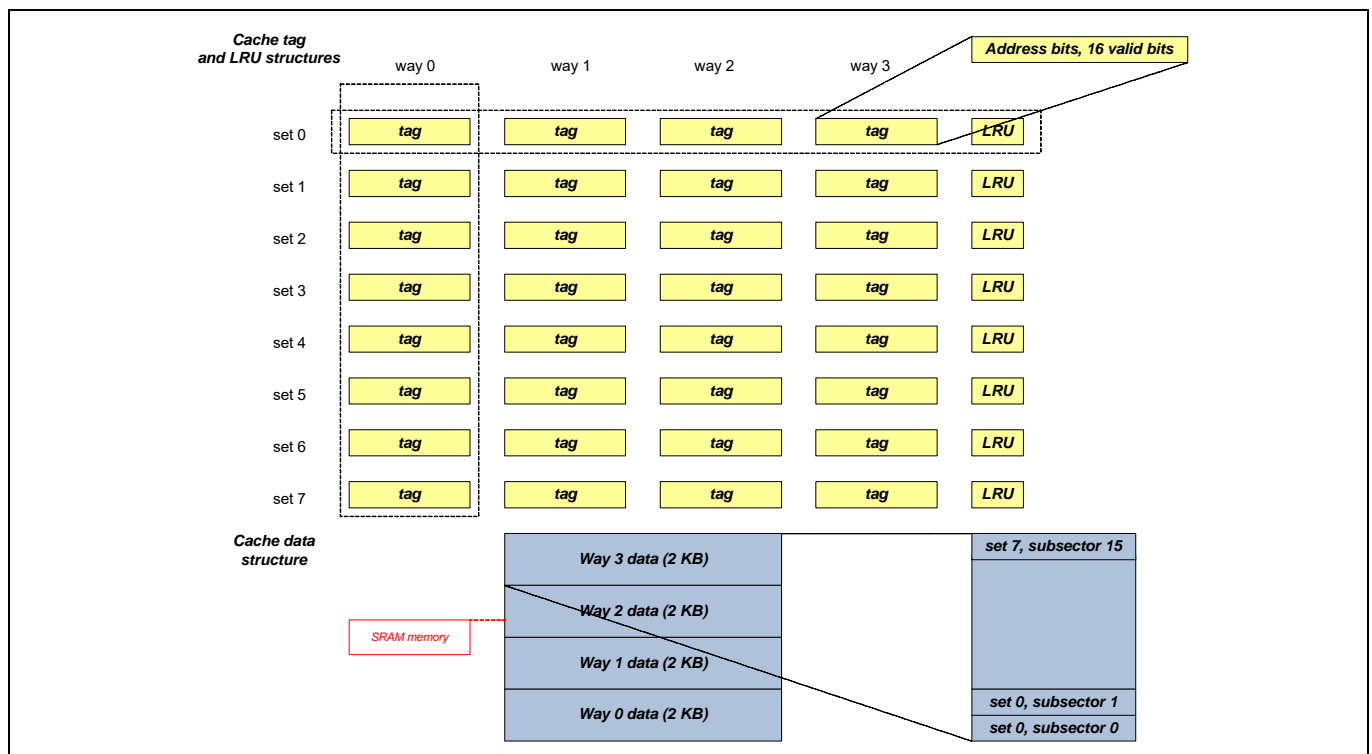 Cache tag
and LRU structures
way 0
way 1
way 2
way 3
Address bits, 16 valid bits
set 0
tag
tag
tag
tag
LRU
set 1
tag
tag
tag
tag
LRU
set 2
tag
tag
tag
tag
LRU
set 3
tag
tag
tag
tag
LRU
set 4
tag
tag
tag
tag
LRU
set 5
tag
tag
tag
tag
LRU
set 6
tag
tag
tag
tag
LRU
set 7
tag
tag
tag
tag
LRU
Cache data
structure
Way 3 data (2 KB)
set 7, subsector 15
Way 2 data (2 KB)
SRAM memory
Way 1 data (2 KB)
set 0, subsector 1
Way 0 data (2 KB)
set 0, subsector 0